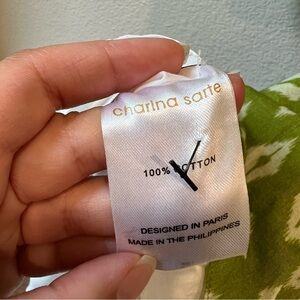 charina sarte
100% COTTON
DESIGNED IN PARIS
MADE IN THE PHILIPPINES